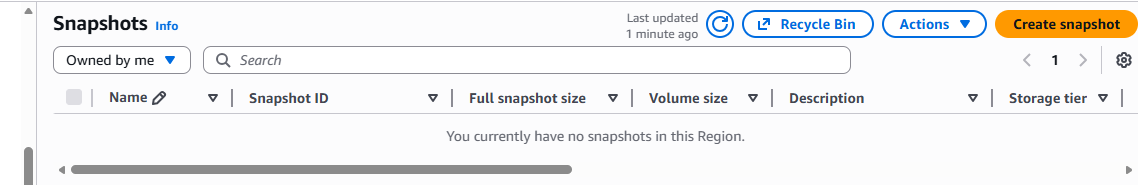 Snapshots Info
Last updated
1 minute ago
Recycle Bin
Actions
Create snapshot
Owned by me
Search
1
Name
Snapshot ID
Full snapshot size
Volume size
Description
Storage tier
You currently have no snapshots in this Region.